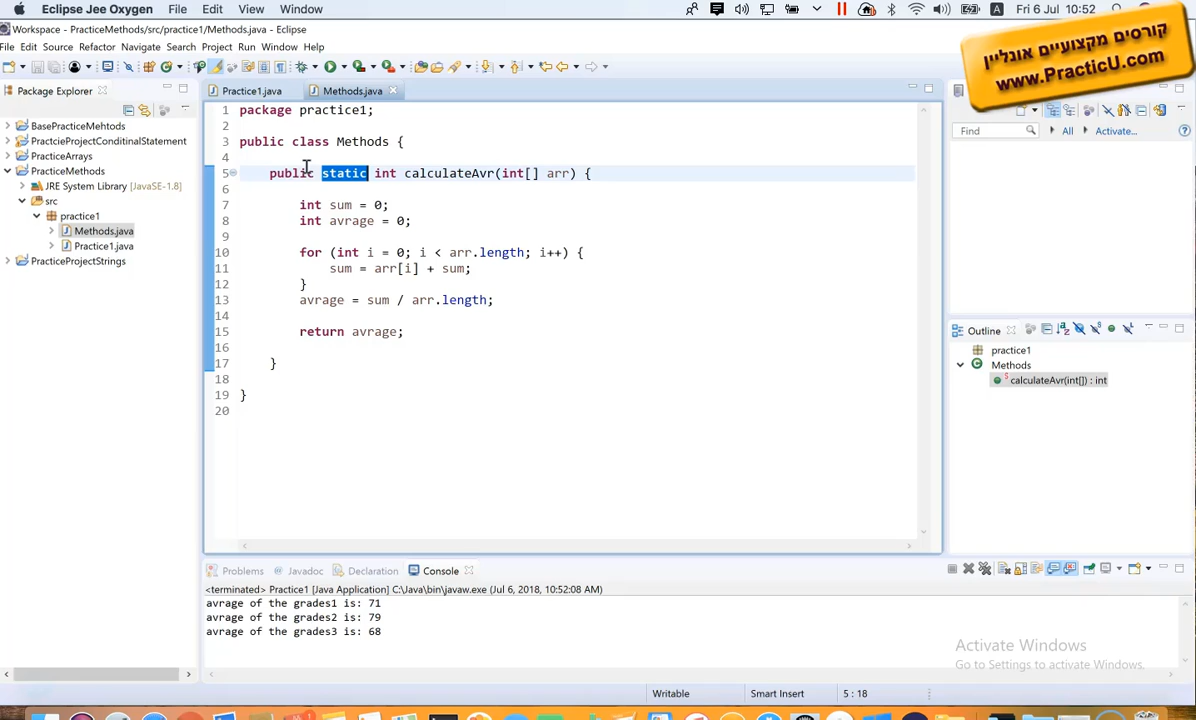 Eclipse Jee Oxygen File Edit View Window A Fri 6 Jul 10:52
Workspace - PracticeMethods/src/practice1/Methods.java - Eclipse
File Edit Source Refactor Navigate Search Project Run Window Help
קורסים מקצועיים אונליין
www.PracticU.com
Package Explorer
BasePracticeMehtods
PractcieProjectConditinalStatement
PracticeArrays
PracticeMethods
JRE System Library [JavaSE-1.8]
src
practice1
Methods.java
Practice1.java
PracticeProjectStrings
Practice1.java Methods.java
1 package practice1;
2
3 public class Methods {
4
5 public static int calculateAvr(int[] arr) {
6
7 int sum = 0;
8 int avrage = 0;
9
10 for (int i = 0; i < arr.length; i++) {
11 sum = arr[i] + sum;
12 }
13 avrage = sum / arr.length;
14
15 return avrage;
16
17 }
18
19 }
20
Find All Activate...
Outline
practice1
Methods
calculateAvr(int[]) : int
Problems Javadoc Declaration Console
<terminated> Practice1 [Java Application] C:\Java\bin\javaw.exe (Jul 6, 2018, 10:52:08 AM)
avrage of the grades1 is: 71
avrage of the grades2 is: 79
avrage of the grades3 is: 68
Activate Windows
Go to Settings to activate Windows.
Writable Smart Insert 5 : 18